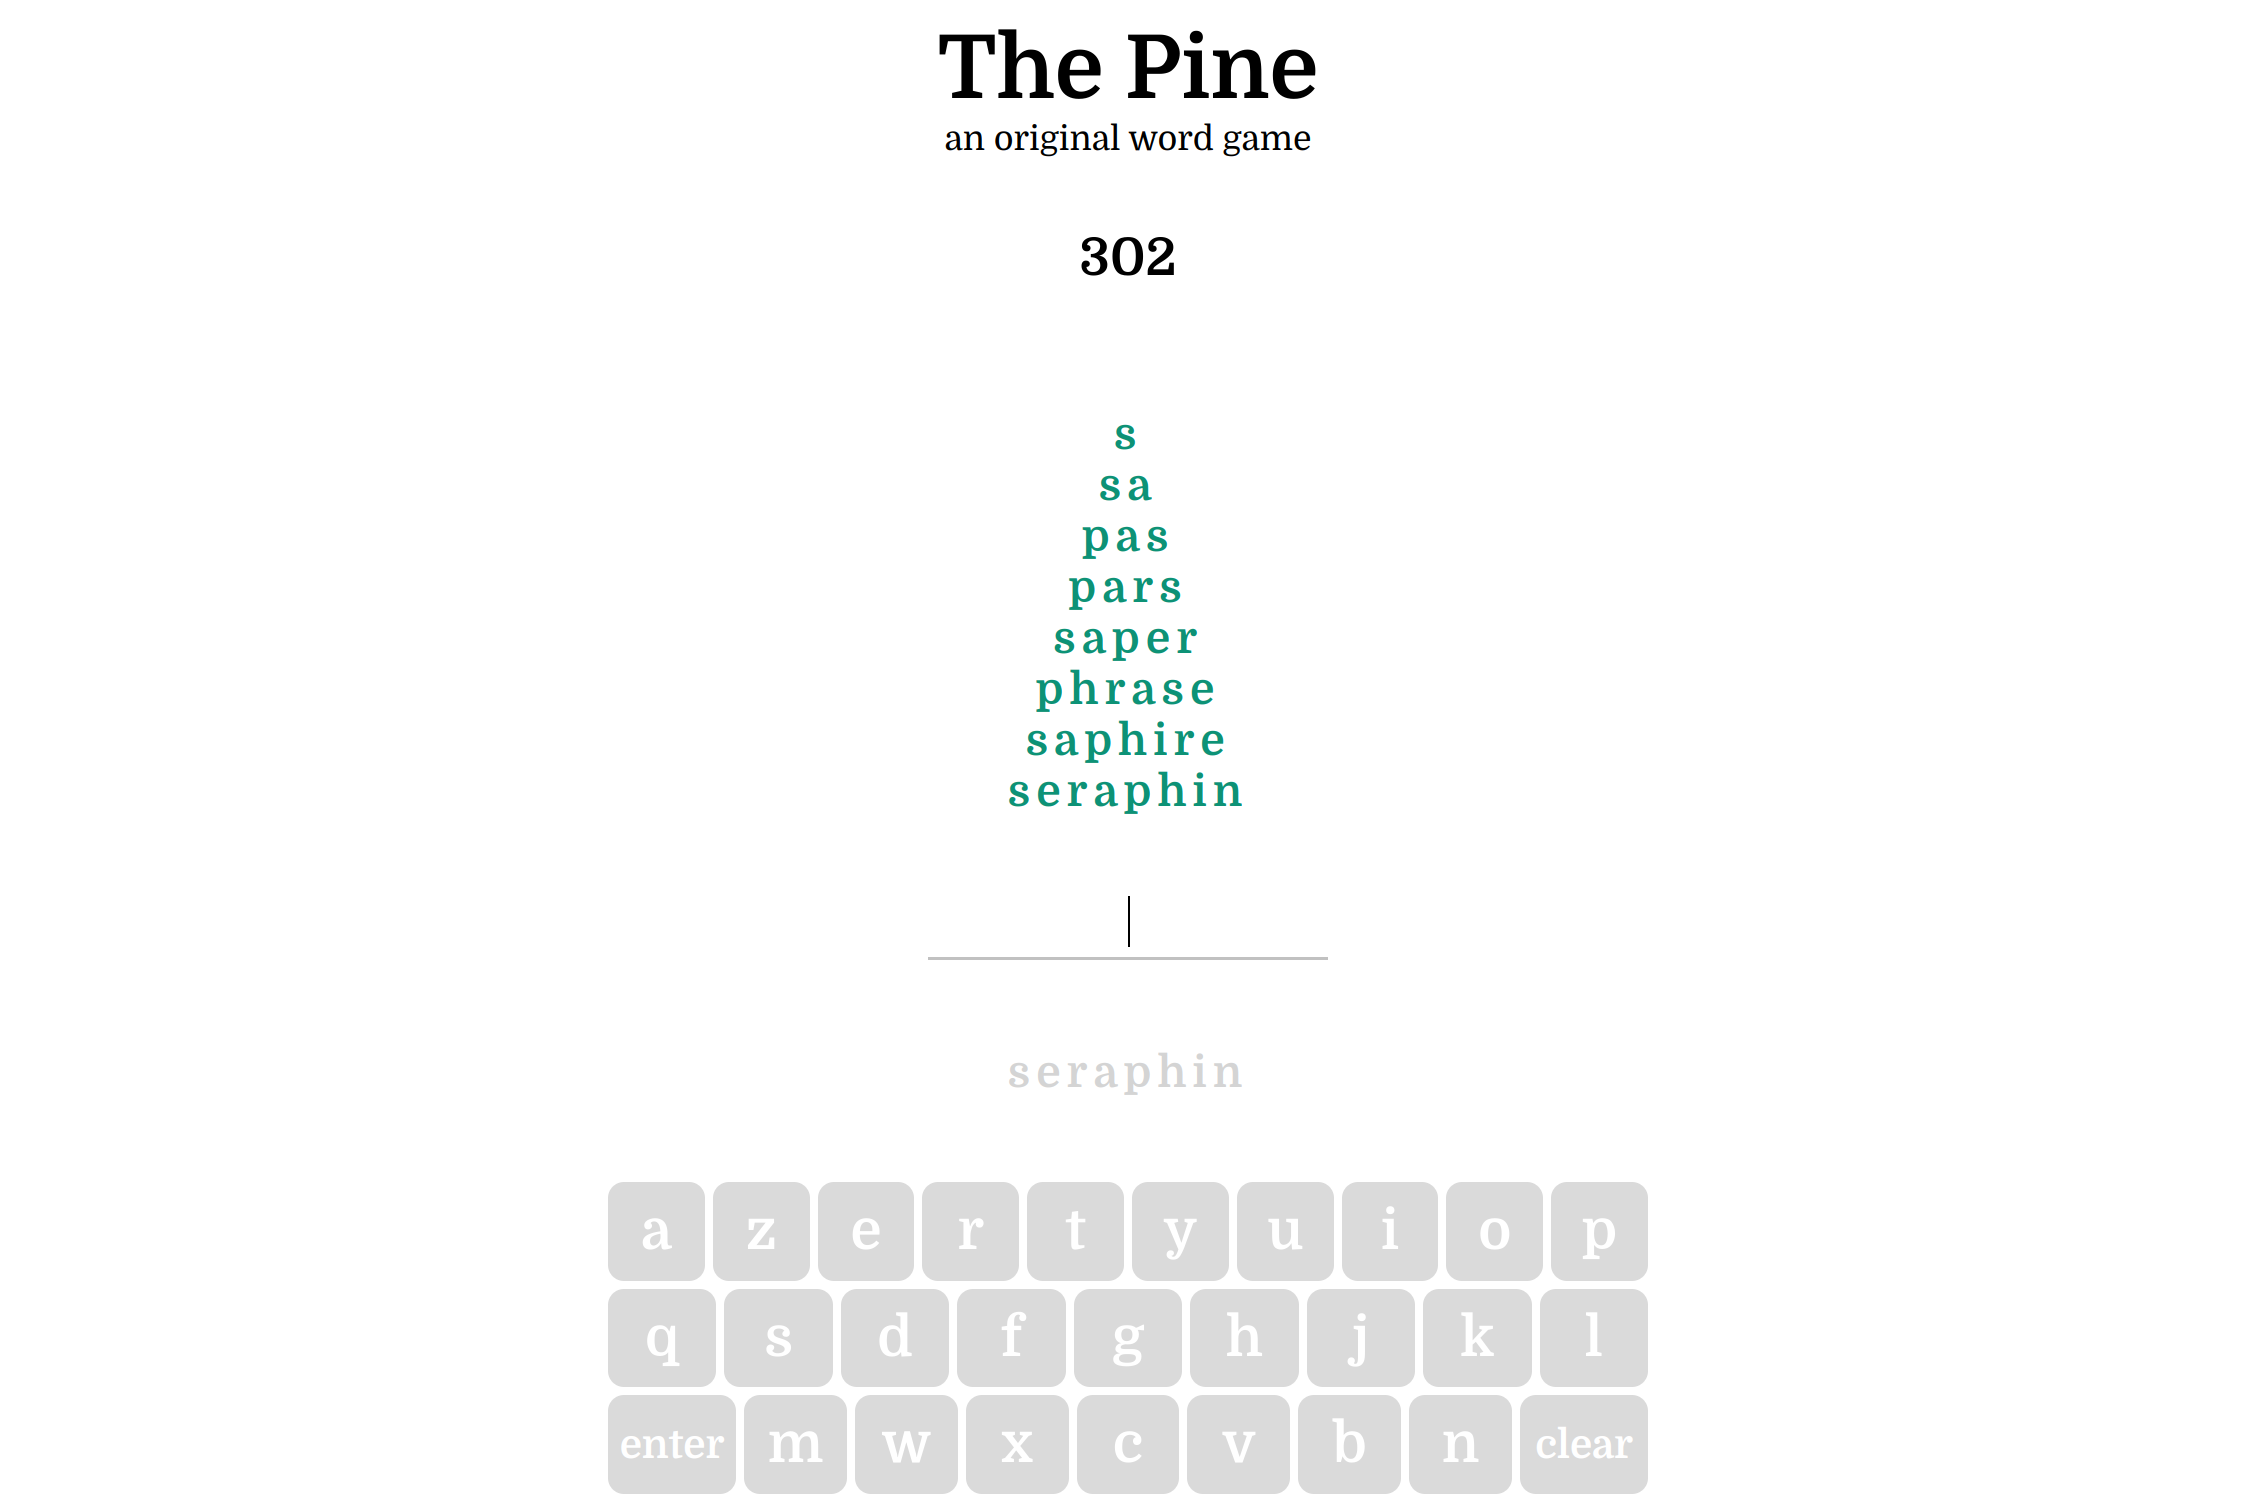 The Pine
an original word game
302
s
sa
pas
pars
saper
phrase
saphire
seraphin
seraphin
a z e r t y u i o p
q s d f g h j k l
enter m w x c v b n clear